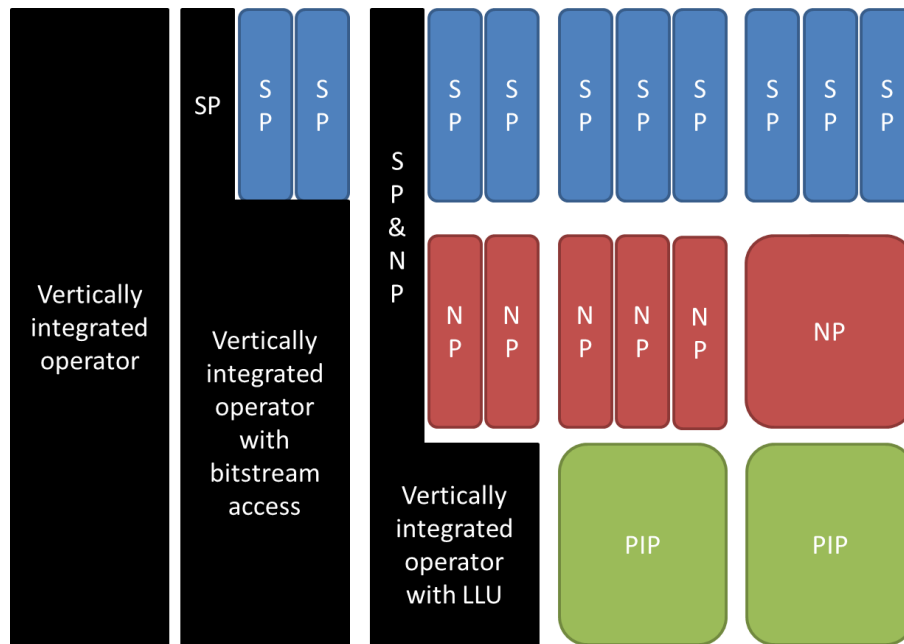 Vertically
integrated
operator
SP
S
P
S
P
Vertically
integrated
operator
with
bitstream
access
S
P
&
N
P
S
P
S
P
N
P
N
P
Vertically
integrated
operator
with LLU
S
P
S
P
S
P
N
P
N
P
N
P
PIP
S
P
S
P
S
P
NP
PIP